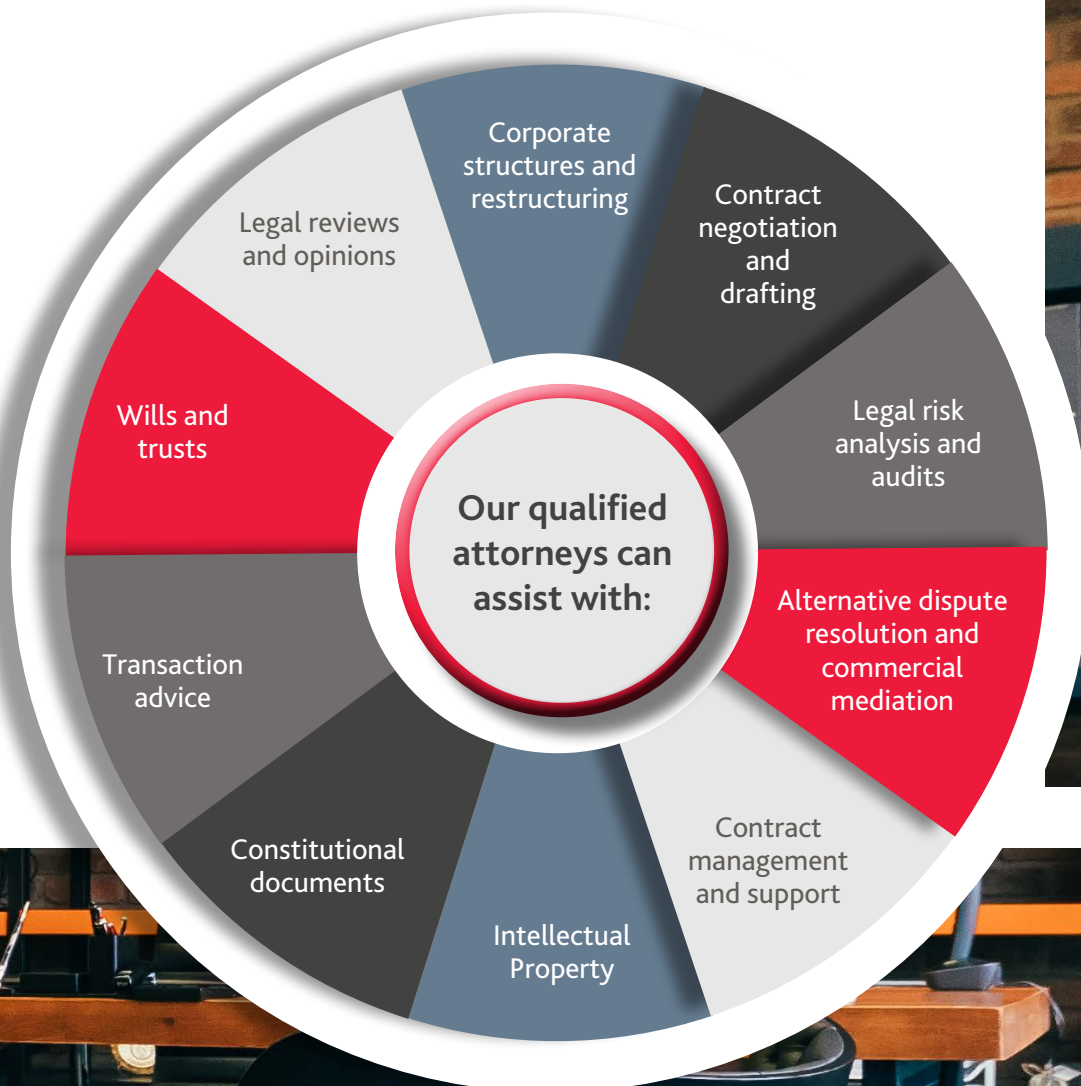 Corporate
structures and
restructuring
Contract
negotiation
and
drafting
Legal risk
analysis and
audits
Alternative dispute
resolution and
commercial
mediation
Contract
management
and support
Intellectual
Property
Constitutional
documents
Transaction
advice
Wills and
trusts
Legal reviews
and opinions
Our qualified
attorneys can
assist with: